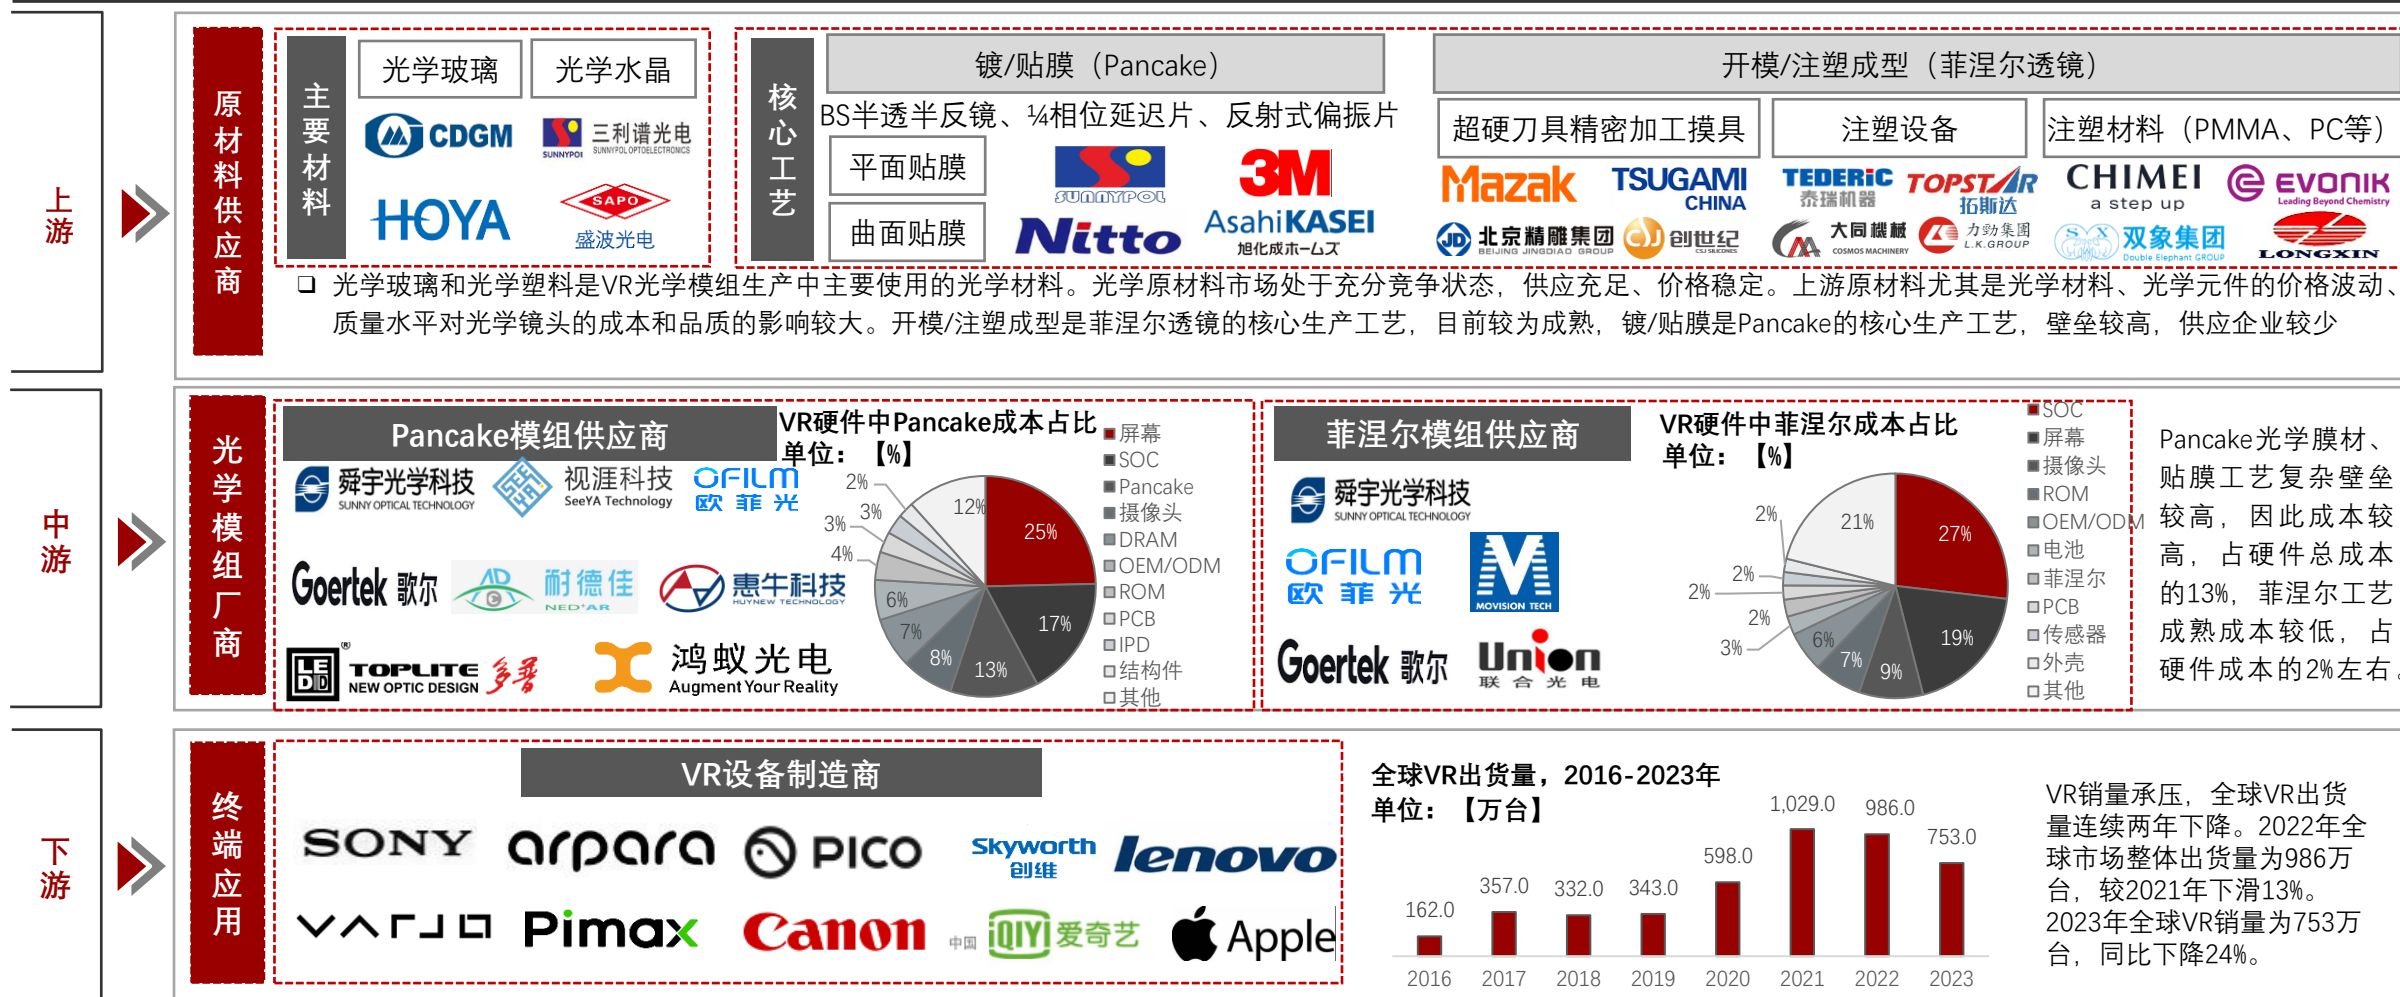 上游
原材料供应商
主要材料
光学玻璃
光学水晶
CDGM
三利谱光电
SUNNYPOL OPTOELECTRONICS
SUNNYPOL
HOYA
SAPO
盛波光电
核心工艺
镀/贴膜（Pancake）
BS半透半反镜、¼相位延迟片、反射式偏振片
平面贴膜
曲面贴膜
SUNNYPOL
3M
Nitto
AsahiKASEI
旭化成ホームズ
开模/注塑成型（菲涅尔透镜）
超硬刀具精密加工摸具
注塑设备
注塑材料（PMMA、PC等）
Mazak
TSUGAMI
CHINA
JD
北京精雕集团
BEIJING JINGDIAO GROUP
创世纪
CSJ SILICONES
TEDERIC
泰瑞机器
TOPSTAR
拓斯达
大同機械
COSMOS MACHINERY
力勁集團
L.K.GROUP
CHIMEI
a step up
EVONIK
Leading Beyond Chemistry
SX
双象集团
Double Elephant GROUP
LONGXIN
光学玻璃和光学塑料是VR光学模组生产中主要使用的光学材料。光学原材料市场处于充分竞争状态，供应充足、价格稳定。上游原材料尤其是光学材料、光学元件的价格波动、
质量水平对光学镜头的成本和品质的影响较大。开模/注塑成型是菲涅尔透镜的核心生产工艺，目前较为成熟，镀/贴膜是Pancake的核心生产工艺，壁垒较高，供应企业较少
中游
光学模组厂商
Pancake模组供应商
舜宇光学科技
SUNNY OPTICAL TECHNOLOGY
视涯科技
SeeYA Technology
OFILM
欧菲光
Goertek 歌尔
耐德佳
NED+AR
惠牛科技
HUYNEW TECHNOLOGY
®
TOPLITE
NEW OPTIC DESIGN
多普
鸿蚁光电
Augment Your Reality
VR硬件中Pancake成本占比
单位：【%】
25%
17%
13%
8%
7%
6%
4%
3%
3%
2%
12%
屏幕
SOC
Pancake
摄像头
DRAM
OEM/ODM
ROM
PCB
IPD
结构件
其他
菲涅尔模组供应商
舜宇光学科技
SUNNY OPTICAL TECHNOLOGY
OFILM
欧菲光
MOVISION TECH
Goertek 歌尔
Union
联合光电
VR硬件中菲涅尔成本占比
单位：【%】
27%
19%
9%
7%
6%
3%
2%
2%
2%
2%
21%
SOC
屏幕
摄像头
ROM
OEM/ODM
电池
菲涅尔
PCB
传感器
外壳
其他
Pancake光学膜材、
贴膜工艺复杂壁垒
较高，因此成本较
高，占硬件总成本
的13%，菲涅尔工艺
成熟成本较低，占
硬件成本的2%左右。
下游
终端应用
VR设备制造商
SONY
arpara
PICO
Skyworth
创维
lenovo
VARJO
Pimax
Canon
中国
iQIY 爱奇艺
Apple
全球VR出货量，2016-2023年
单位：【万台】
162.0
357.0
332.0
343.0
598.0
1,029.0
986.0
753.0
2016
2017
2018
2019
2020
2021
2022
2023
VR销量承压，全球VR出货
量连续两年下降。2022年全
球市场整体出货量为986万
台，较2021年下滑13%。
2023年全球VR销量为753万
台，同比下降24%。